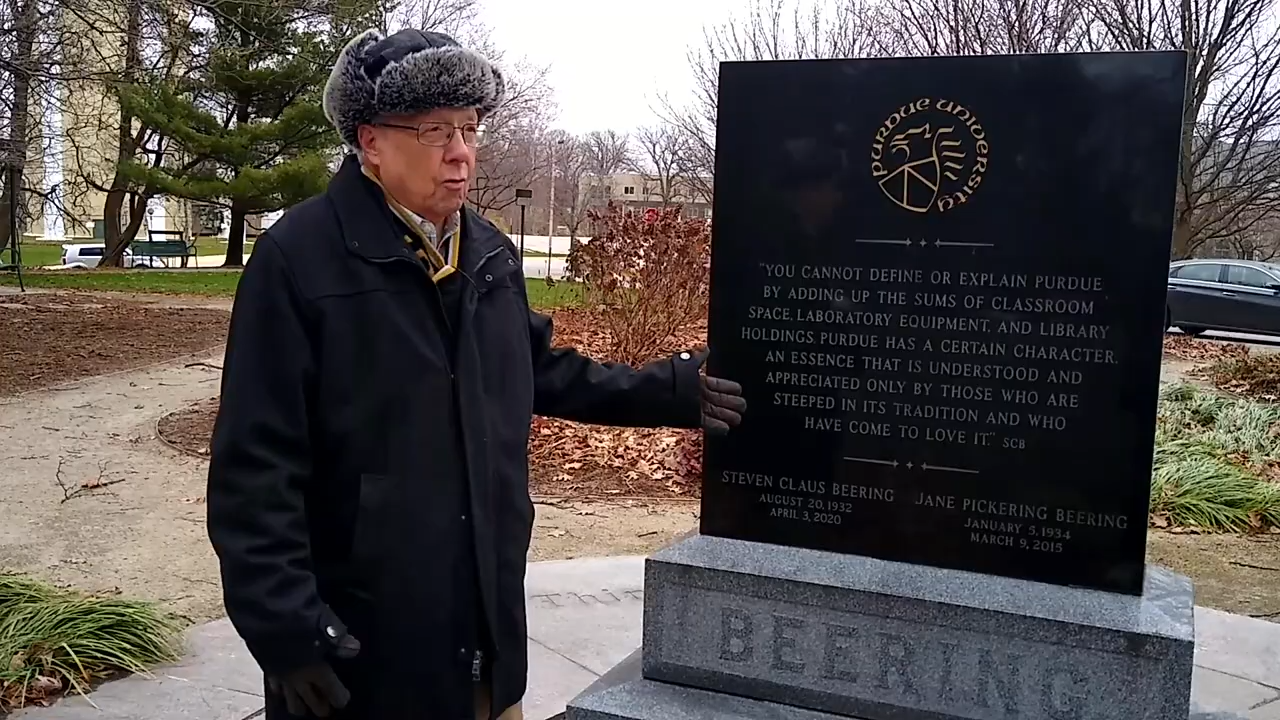 PURDUE UNIVERSITY
"YOU CANNOT DEFINE OR EXPLAIN PURDUE
BY ADDING UP THE SUMS OF CLASSROOM
SPACE, LABORATORY EQUIPMENT, AND LIBRARY
HOLDINGS. PURDUE HAS A CERTAIN CHARACTER,
AN ESSENCE THAT IS UNDERSTOOD AND
APPRECIATED ONLY BY THOSE WHO ARE
STEEPED IN ITS TRADITION AND WHO
HAVE COME TO LOVE IT." SCB
STEVEN CLAUS BEERING
AUGUST 20, 1932
APRIL 3, 2020
JANE PICKERING BEERING
JANUARY 5, 1934
MARCH 9, 2015
BEERING